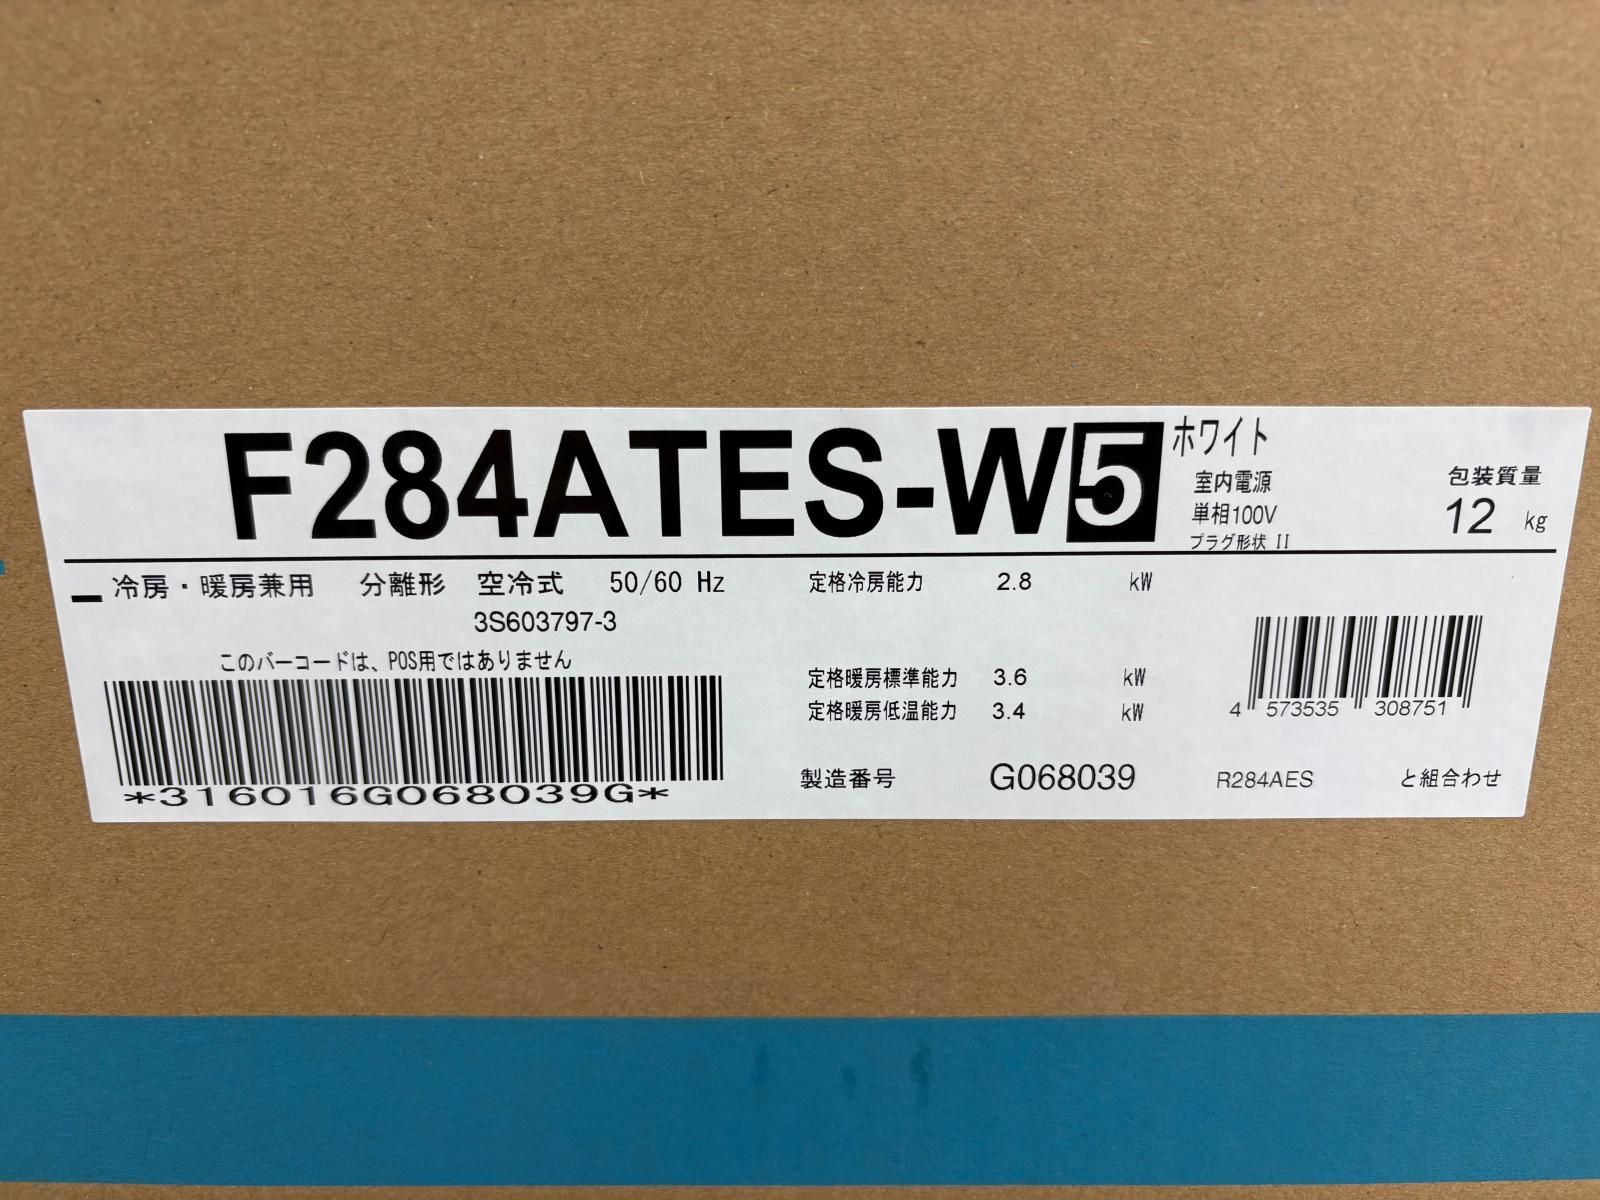 F284ATES-W5 ホワイト
室内電源
単相100V
プラグ形状 II
包装質量
12 kg
冷房・暖房兼用 分離形 空冷式 50/60 Hz
3S603797-3
このバーコードは、POS用ではありません
*316016G068039G*
定格冷房能力 2.8 kW
定格暖房標準能力 3.6 kW
定格暖房低温能力 3.4 kW
製造番号 G068039
4 573535 308751
R284AES と組合わせ